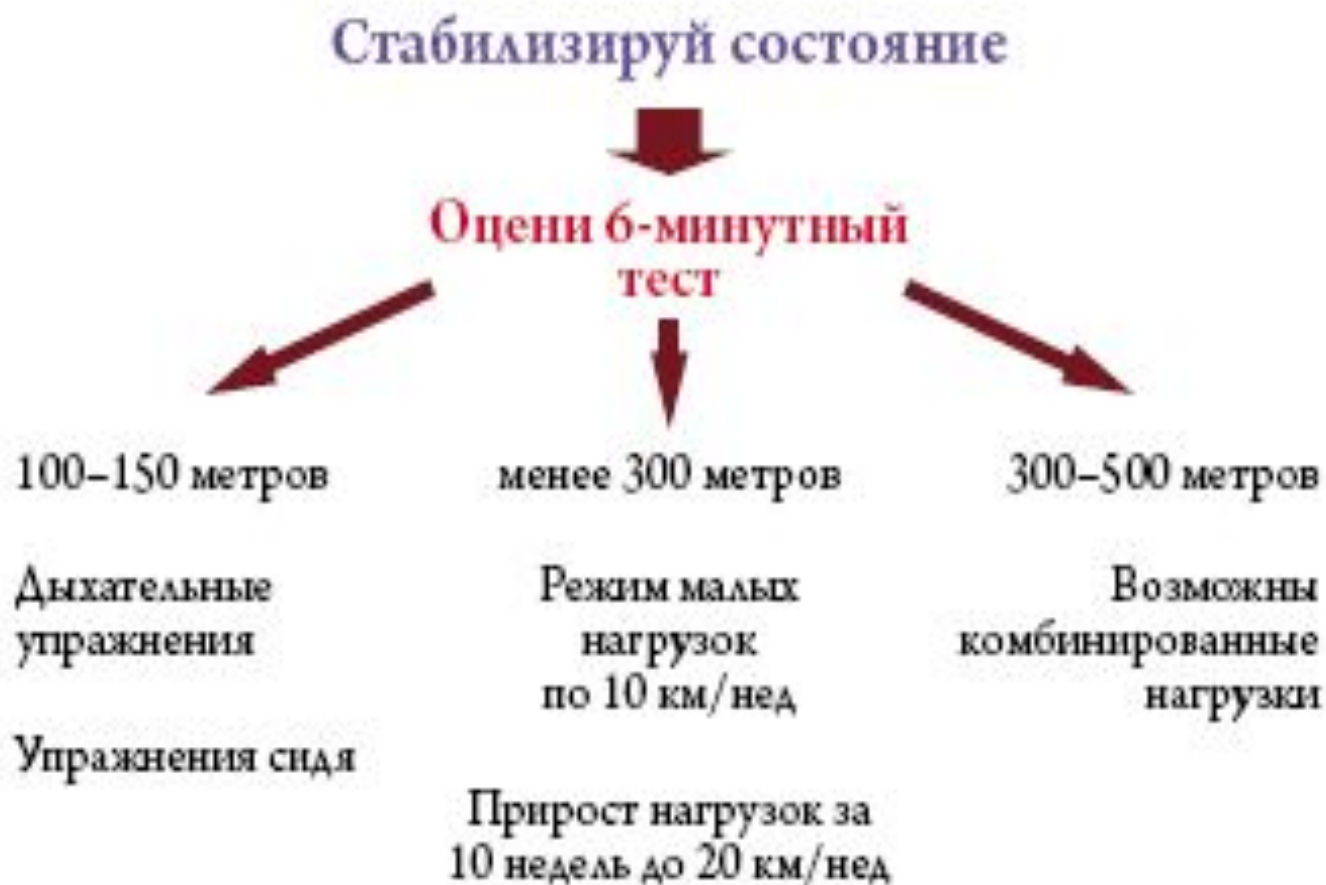 Стабилизируй состояние
Оцени 6-минутный
тест
100–150 метров
Дыхательные
упражнения
Упражнения сидя
менее 300 метров
Режим малых
нагрузок
по 10 км/нед
Прирост нагрузок за
10 недель до 20 км/нед
300–500 метров
Возможны
комбинированные
нагрузки